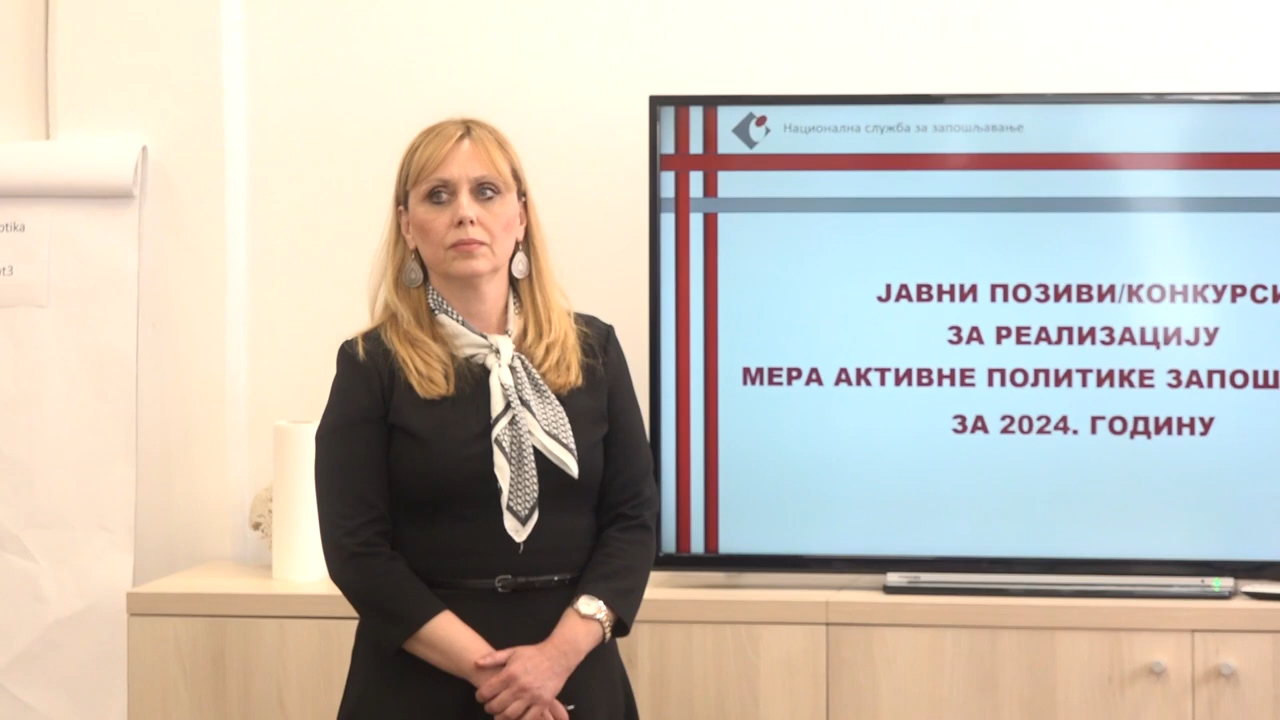 Национална служба за запошљавање
ЈАВНИ ПОЗИВИ/КОНКУРСИ
ЗА РЕАЛИЗАЦИЈУ
МЕРА АКТИВНЕ ПОЛИТИКЕ ЗАПОШ
ЗА 2024. ГОДИНУ